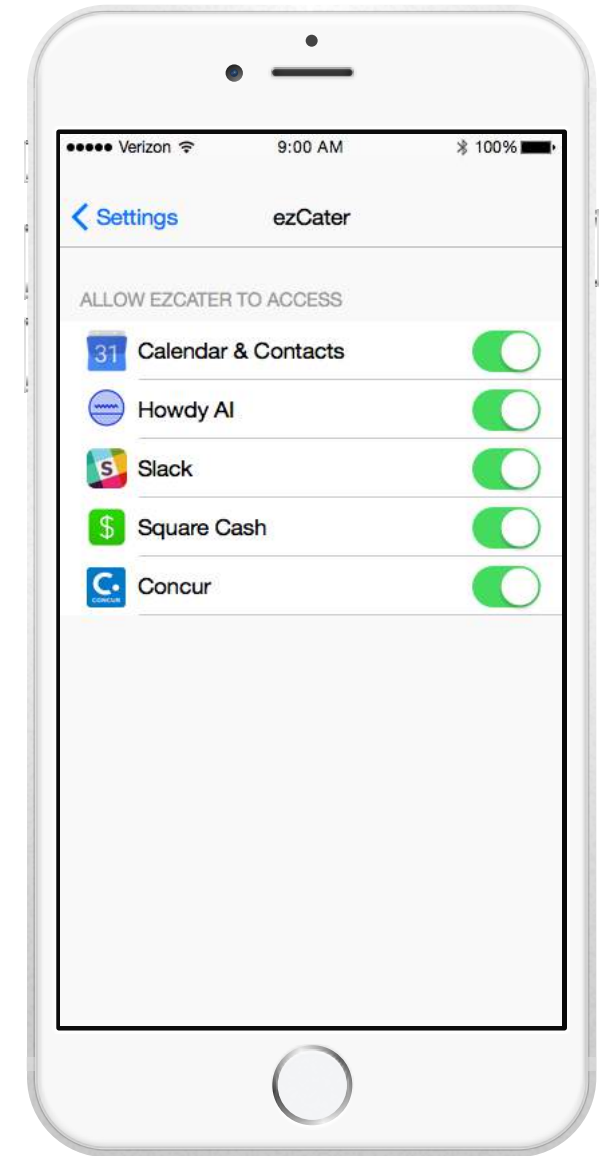 Verizon 9:00 AM 100%
Settings ezCater
ALLOW EZCATER TO ACCESS
31 Calendar & Contacts
Howdy AI
S Slack
$ Square Cash
C. CONCUR Concur